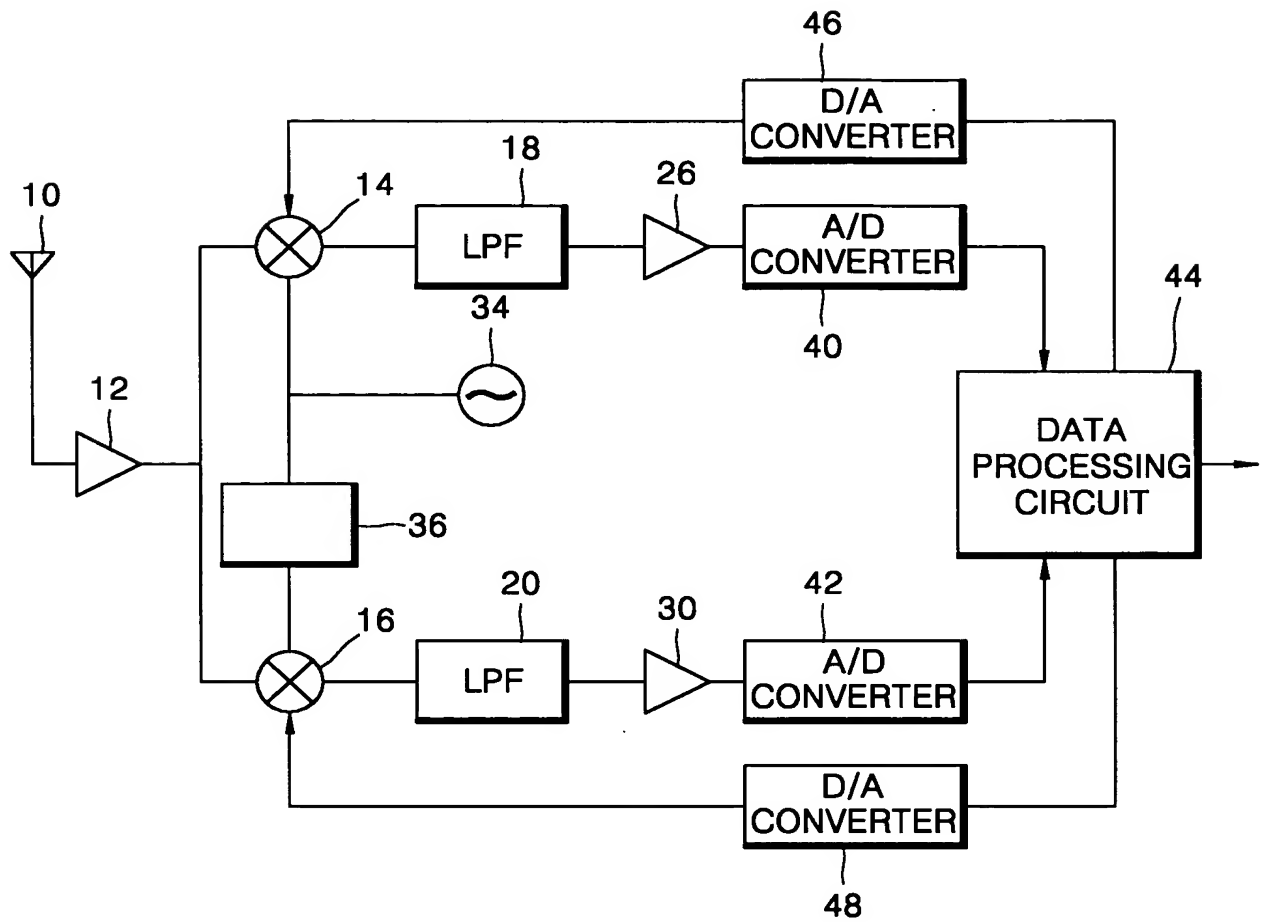 46
D/A
CONVERTER
10
14
18
LPF
26
A/D
CONVERTER
40
34
44
12
DATA
PROCESSING
CIRCUIT
36
16
20
LPF
30
42
A/D
CONVERTER
D/A
CONVERTER
48